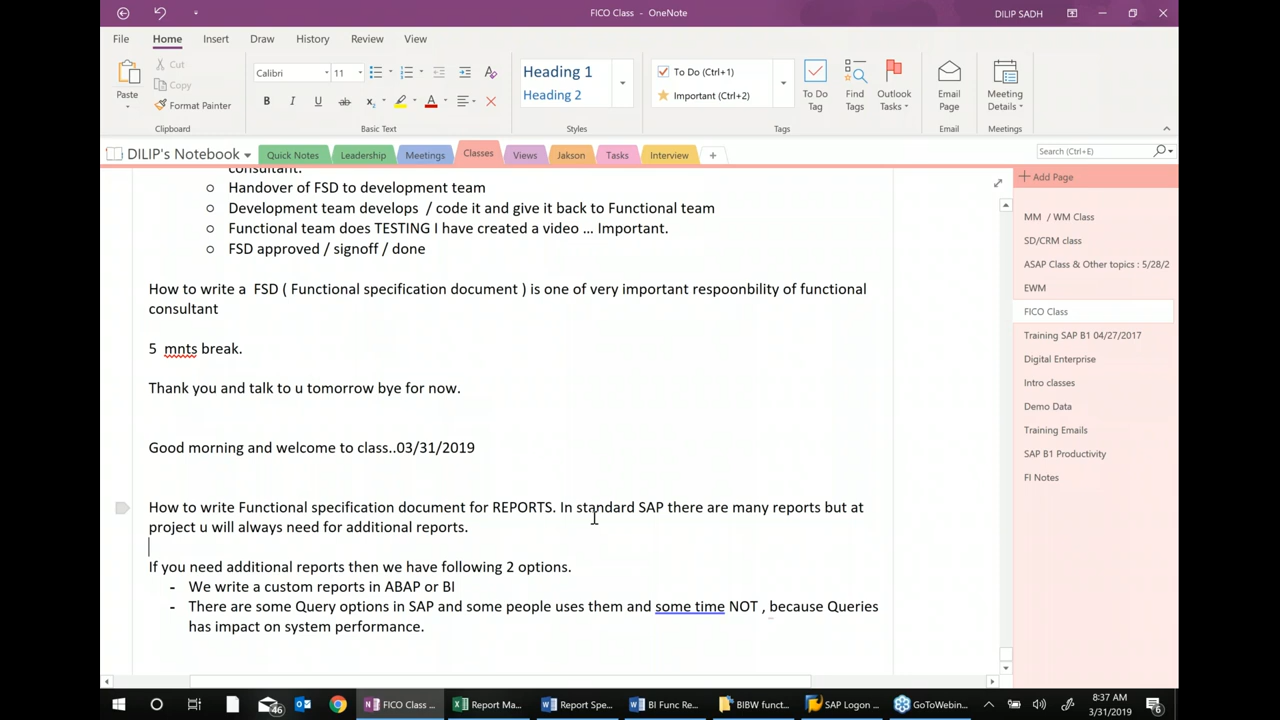 FICO Class - OneNote
DILIP SADH
File Home Insert Draw History Review View
Paste
Cut
Copy
Format Painter
Clipboard
Calibri 11
B I U ab x₂ A
Basic Text
Heading 1
Heading 2
Styles
To Do (Ctrl+1)
Important (Ctrl+2)
To Do Tag
Find Tags
Outlook Tasks
Tags
Email Page
Email
Meeting Details
Meetings
DILIP's Notebook
Quick Notes Leadership Meetings Classes Views Jakson Tasks Interview
Search (Ctrl+E)
consultant.
Handover of FSD to development team
Development team develops / code it and give it back to Functional team
Functional team does TESTING I have created a video ... Important.
FSD approved / signoff / done
How to write a FSD ( Functional specification document ) is one of very important respoonbility of functional
consultant
5 mnts break.
Thank you and talk to u tomorrow bye for now.
Good morning and welcome to class..03/31/2019
How to write Functional specification document for REPORTS. In standard SAP there are many reports but at
project u will always need for additional reports.
If you need additional reports then we have following 2 options.
- We write a custom reports in ABAP or BI
- There are some Query options in SAP and some people uses them and some time NOT , because Queries
has impact on system performance.
Add Page
MM / WM Class
SD/CRM class
ASAP Class & Other topics : 5/28/2
EWM
FICO Class
Training SAP B1 04/27/2017
Digital Enterprise
Intro classes
Demo Data
Training Emails
SAP B1 Productivity
FI Notes
46
FICO Class ...
Report Ma...
Report Spe...
BI Func Re...
BIBW funct...
SAP Logon ...
GoToWebin...
8:37 AM
3/31/2019
6